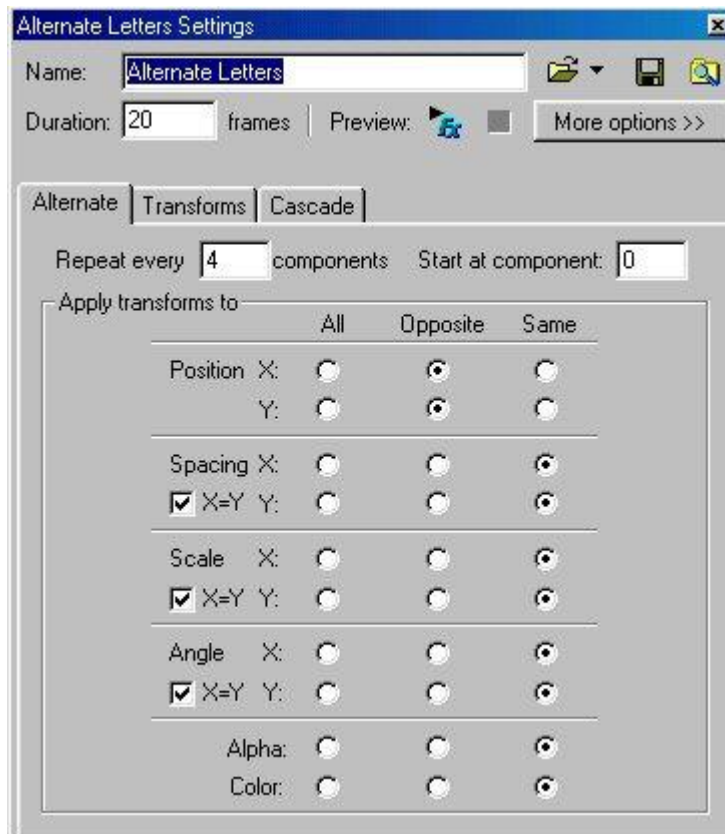 Alternate Letters Settings
Name: Alternate Letters
Duration: 20 frames Preview: Fx More options >>
Alternate Transforms Cascade
Repeat every 4 components Start at component: 0
Apply transforms to
All Opposite Same
Position X:
Y:
Spacing X:
X=Y Y:
Scale X:
X=Y Y:
Angle X:
X=Y Y:
Alpha:
Color: